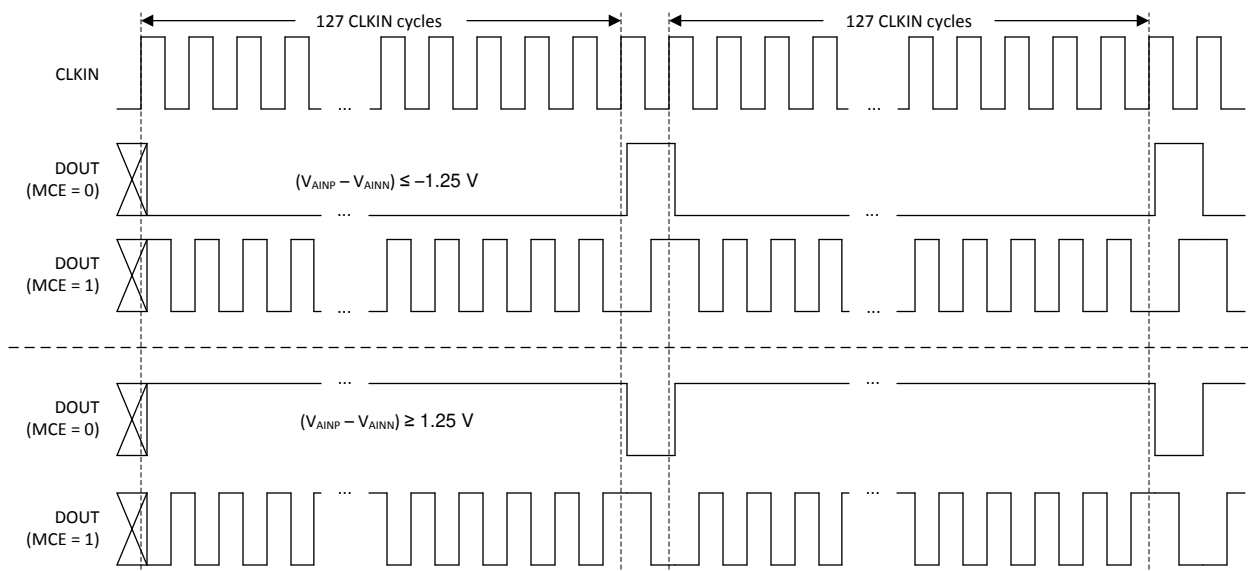 127 CLKIN cycles
127 CLKIN cycles
CLKIN
...
...
DOUT
(MCE = 0)
(VAINP – VAINN) ≤ –1.25 V
...
...
DOUT
(MCE = 1)
...
...
DOUT
(MCE = 0)
...
...
(VAINP – VAINN) ≥ 1.25 V
DOUT
(MCE = 1)
...
...